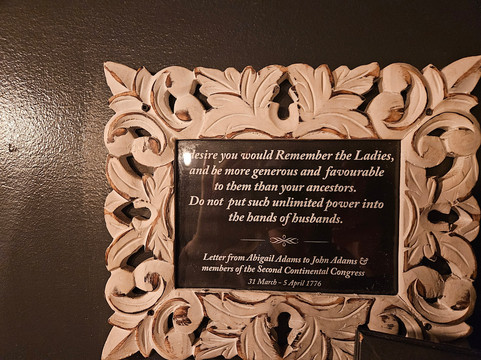 desire you would Remember the Ladies,
and be more generous and favourable
to them than your ancestors.
Do not put such unlimited power into
the hands of husbands.
Letter from Abigail Adams to John Adams &
members of the Second Continental Congress
31 March - 5 April 1776